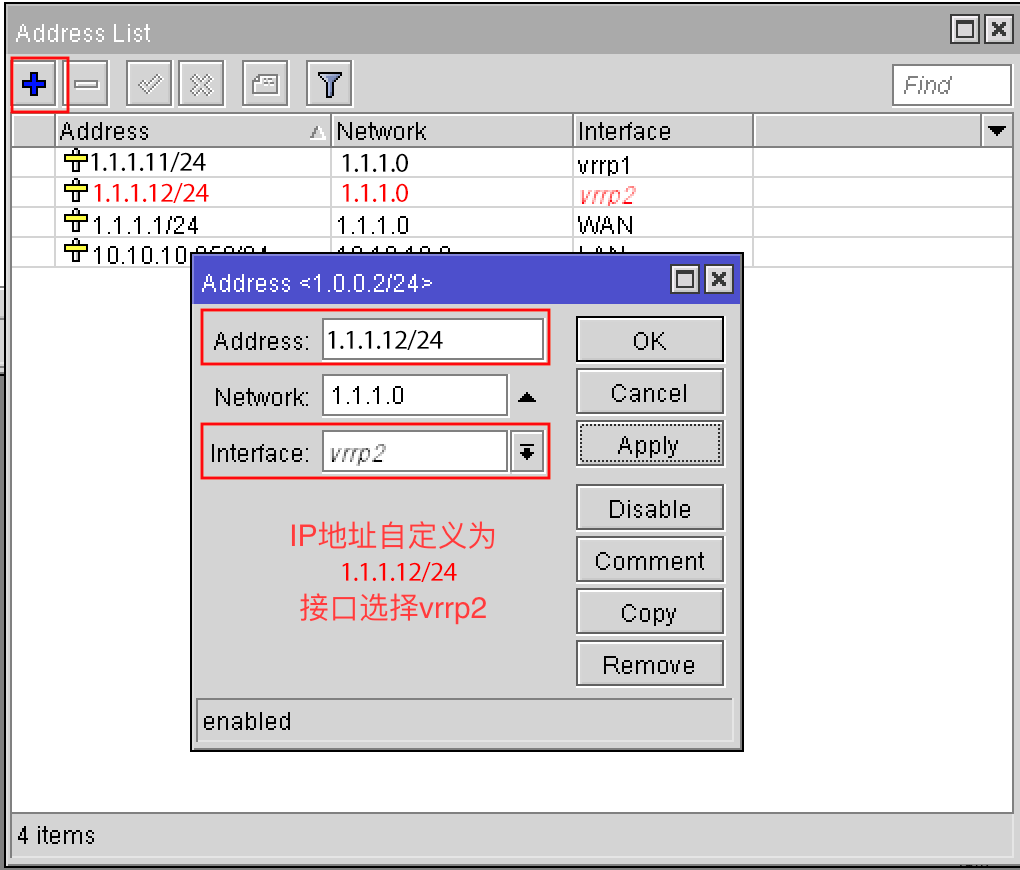 Address List
Find
Address Network Interface
1.1.1.11/24 1.1.1.0 vrrp1
1.1.1.12/24 1.1.1.0 vrrp2
1.1.1.1/24 1.1.1.0 WAN
10.10.10
Address <1.0.0.2/24>
Address: 1.1.1.12/24
OK
Network: 1.1.1.0
Cancel
Interface: vrrp2
Apply
Disable
IP地址自定义为
1.1.1.12/24
接口选择vrrp2
Comment
Copy
Remove
enabled
4 items